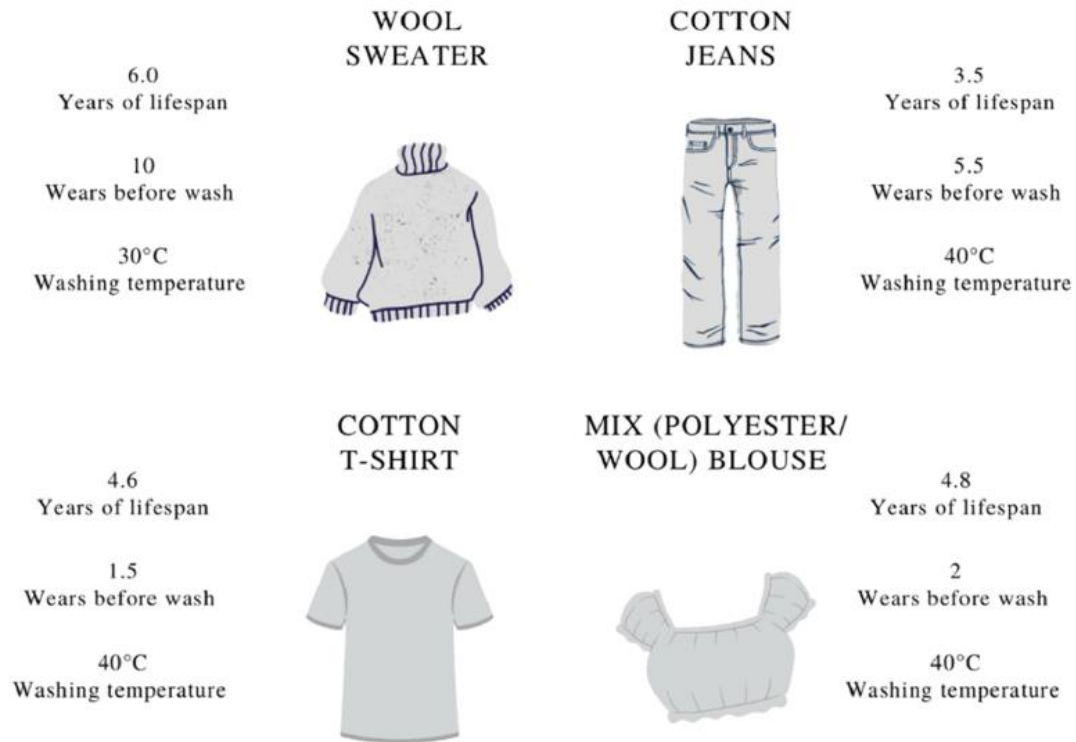 WOOL
SWEATER
6.0
Years of lifespan
10
Wears before wash
30°C
Washing temperature
COTTON
JEANS
3.5
Years of lifespan
5.5
Wears before wash
40°C
Washing temperature
COTTON
T-SHIRT
4.6
Years of lifespan
1.5
Wears before wash
40°C
Washing temperature
MIX (POLYESTER/
WOOL) BLOUSE
4.8
Years of lifespan
2
Wears before wash
40°C
Washing temperature